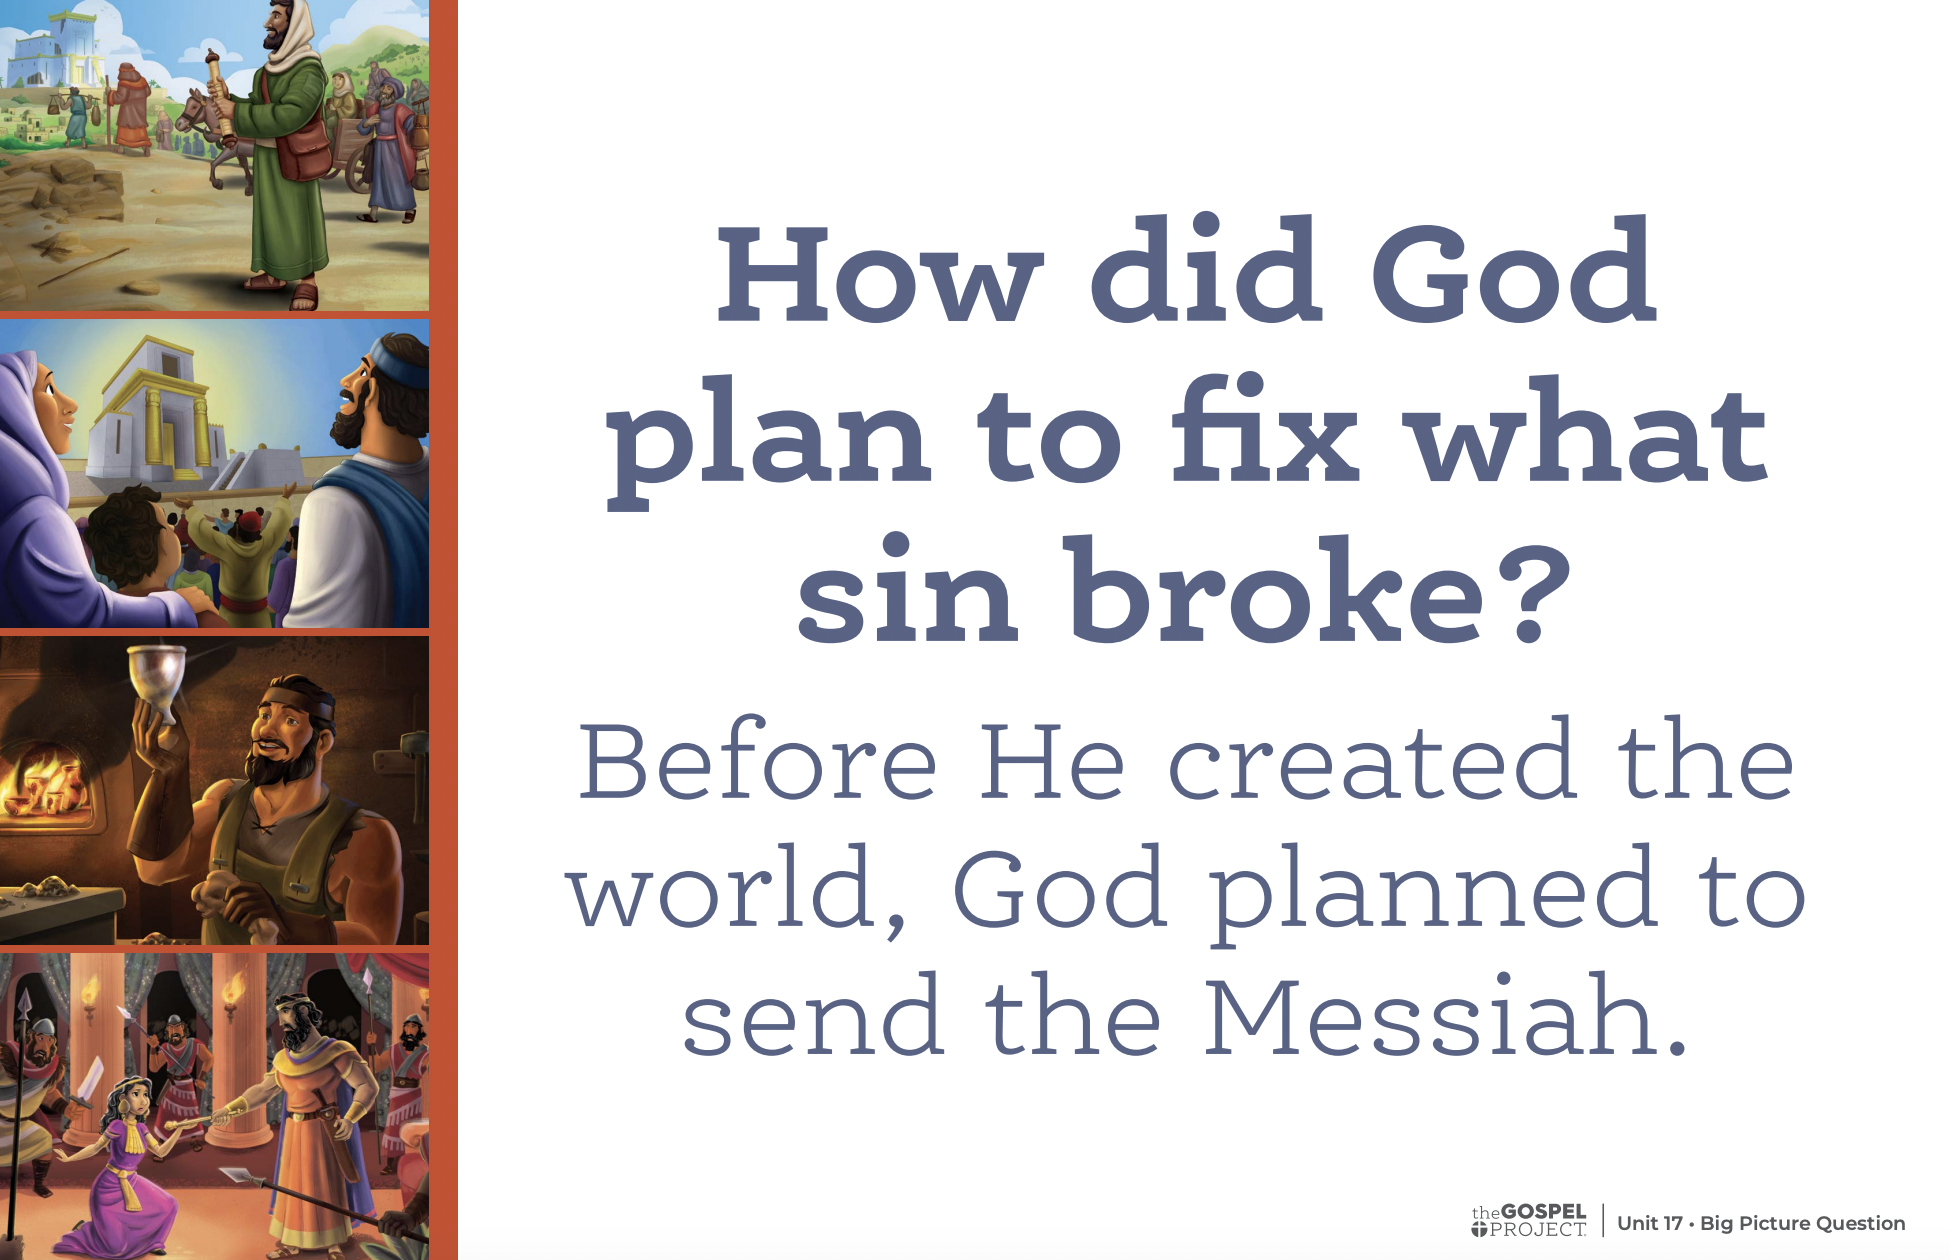 How did God
plan to fix what
sin broke?
Before He created the
world, God planned to
send the Messiah.
theGOSPEL
PROJECT
Unit 17 • Big Picture Question